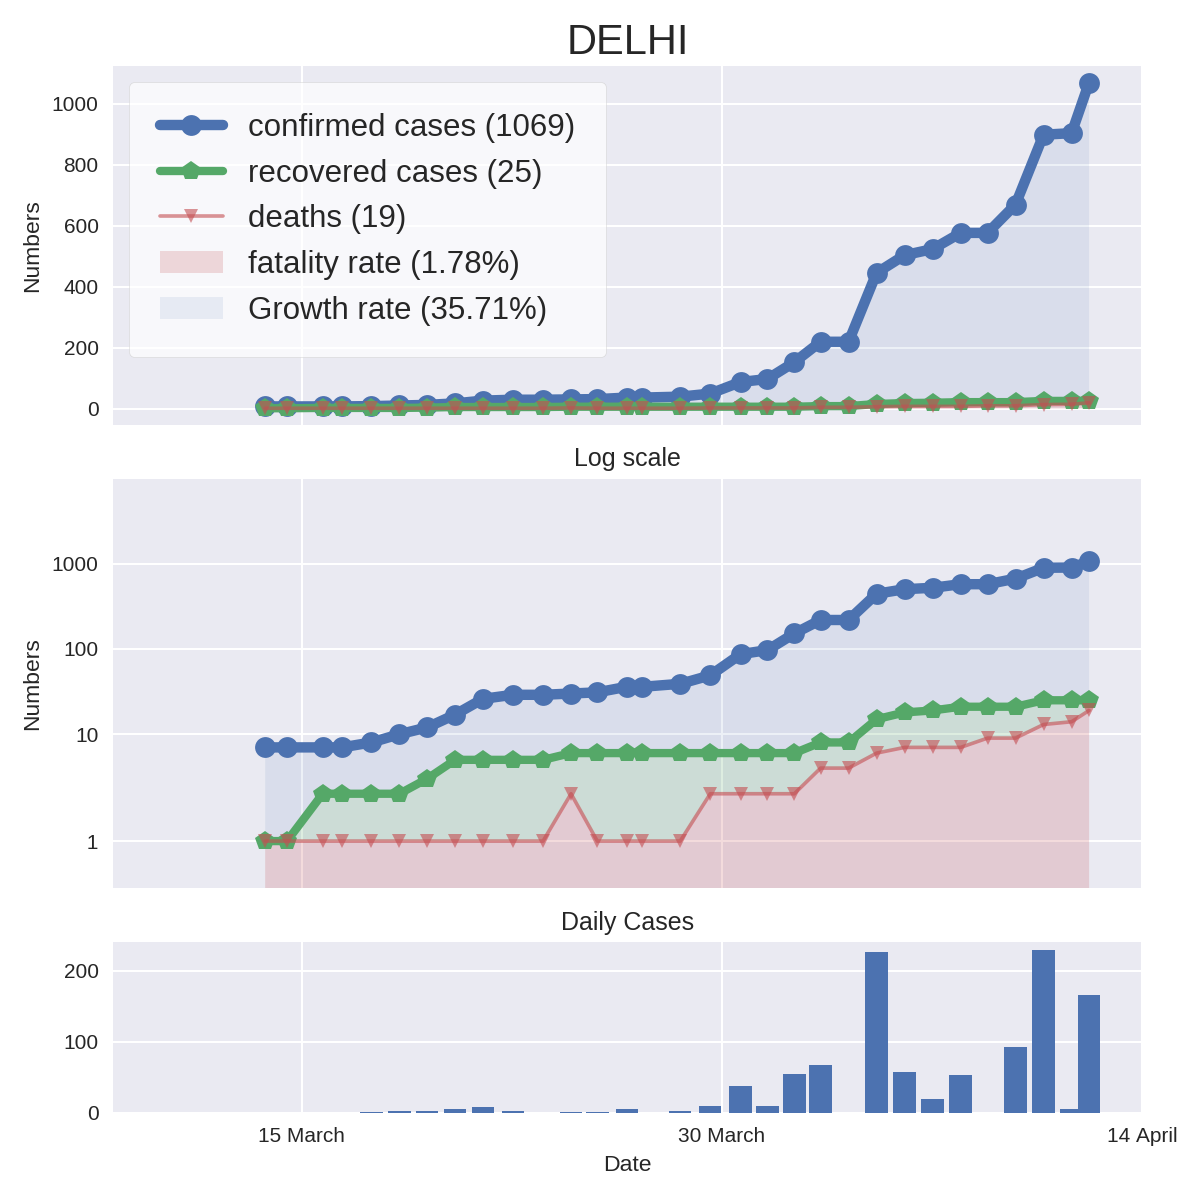 DELHI
1000
800
600
400
200
0
Numbers
confirmed cases (1069)
recovered cases (25)
deaths (19)
fatality rate (1.78%)
Growth rate (35.71%)
Log scale
1000
100
10
1
Numbers
Daily Cases
200
100
0
15 March
30 March
14 April
Date